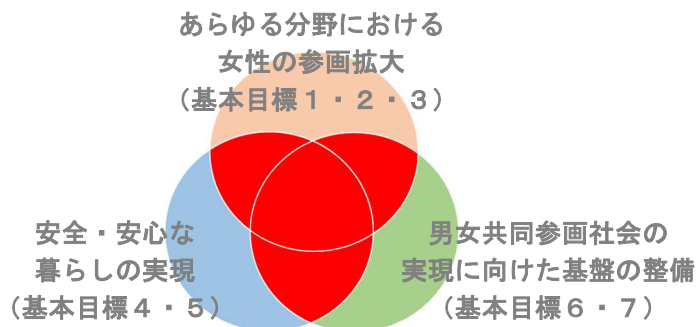 あらゆる分野における
女性の参画拡大
（基本目標１・２・３）
安全・安心な
暮らしの実現
（基本目標４・５）
男女共同参画社会の
実現に向けた基盤の整備
（基本目標６・７）